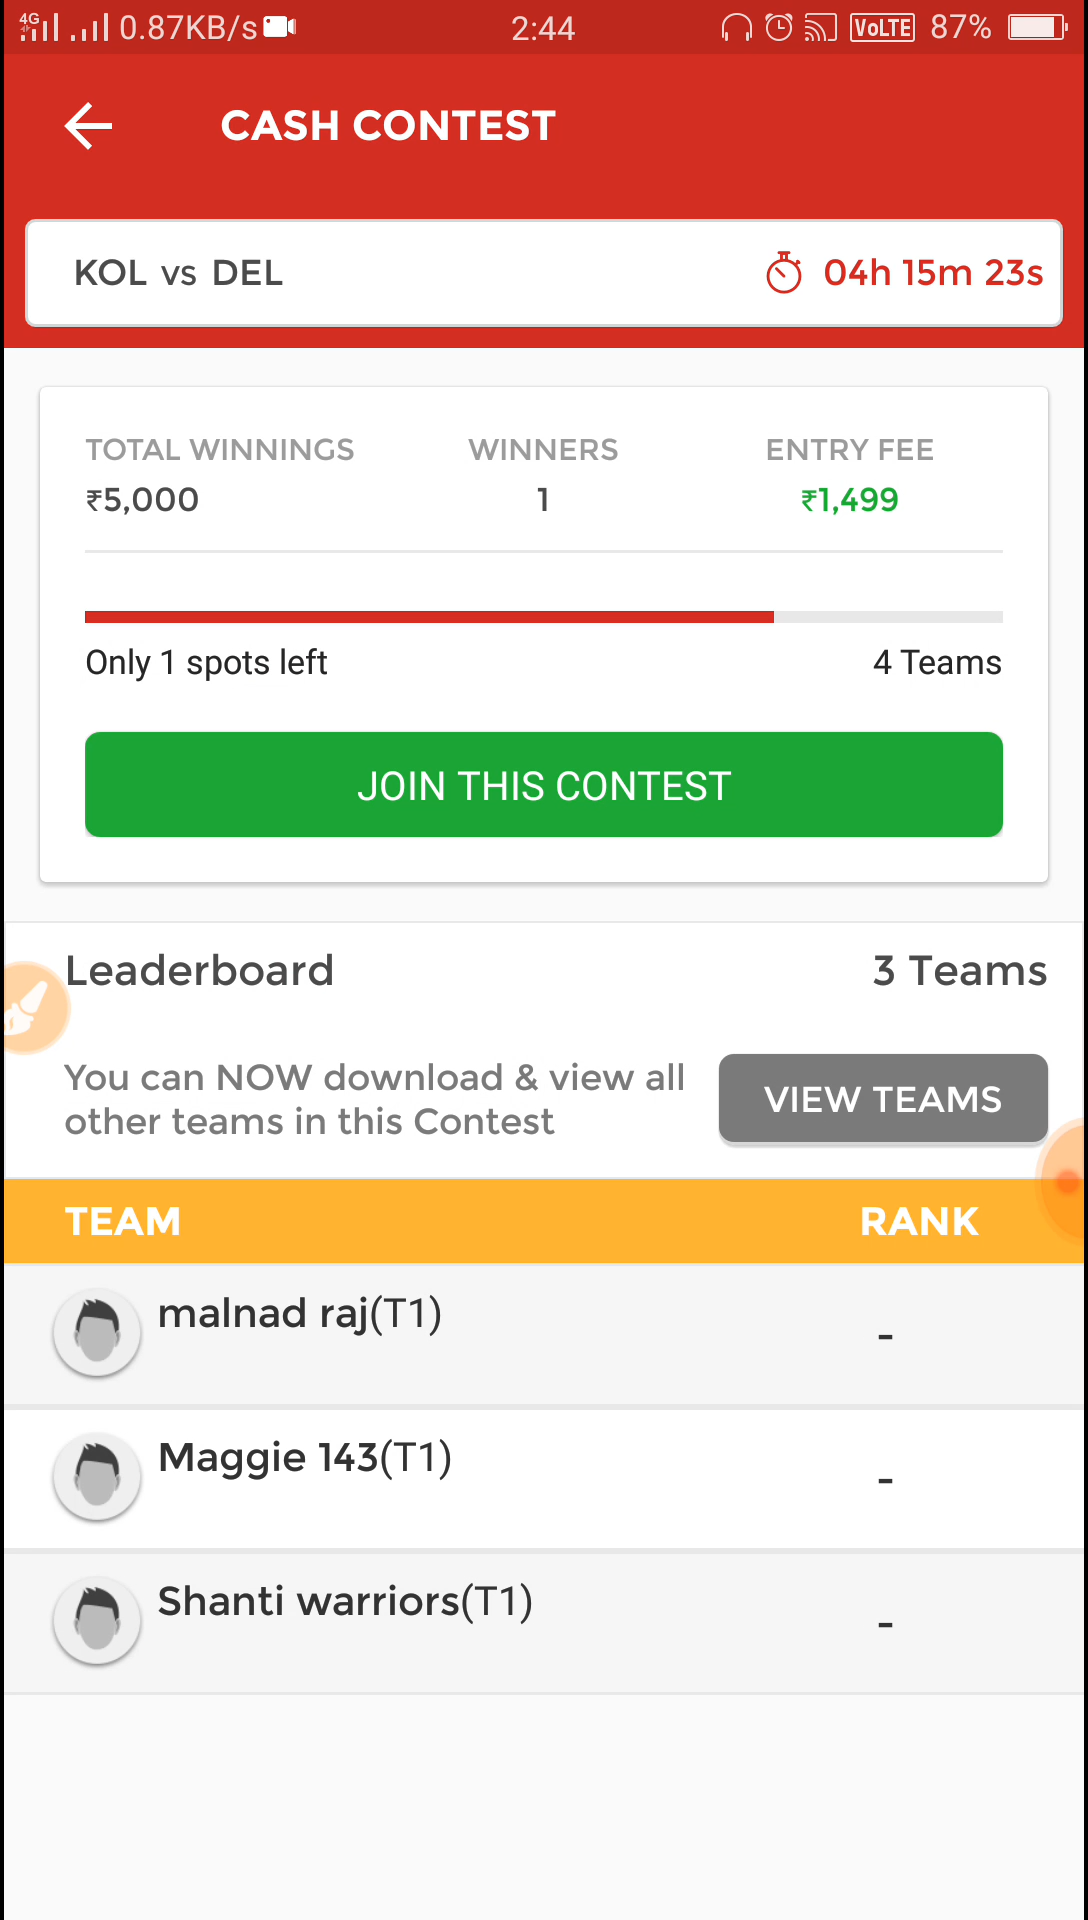 4G 0.87KB/s 2:44 VoLTE 87%
CASH CONTEST
KOL vs DEL 04h 15m 23s
TOTAL WINNINGS WINNERS ENTRY FEE
₹5,000 1 ₹1,499
Only 1 spots left 4 Teams
JOIN THIS CONTEST
Leaderboard 3 Teams
You can NOW download & view all
other teams in this Contest
VIEW TEAMS
TEAM RANK
malnad raj(T1) -
Maggie 143(T1) -
Shanti warriors(T1) -